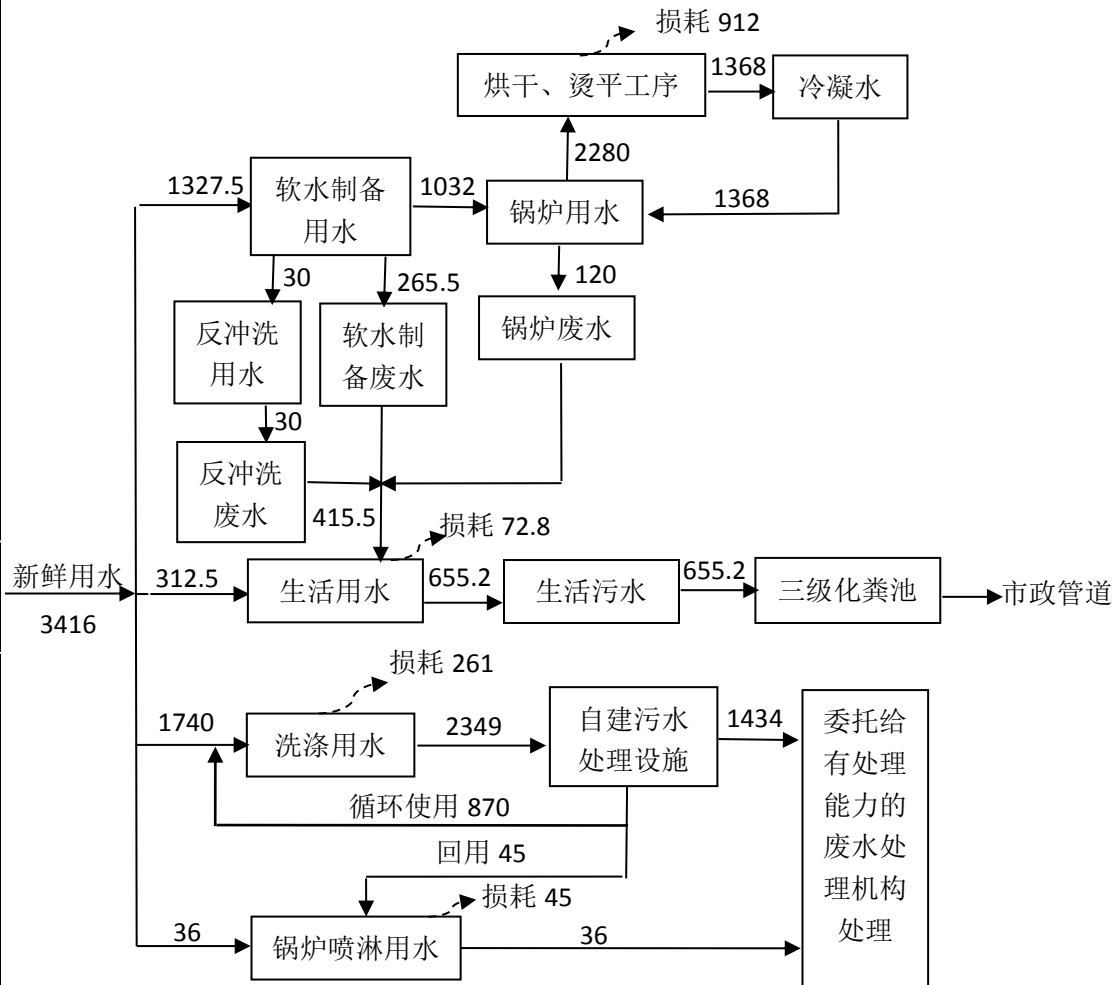 损耗 912
烘干、烫平工序
1368
冷凝水
2280
1327.5
软水制备
用水
1032
锅炉用水
1368
30
265.5
120
反冲洗
用水
软水制
备废水
锅炉废水
30
反冲洗
废水
415.5
损耗 72.8
新鲜用水
3416
312.5
生活用水
655.2
生活污水
655.2
三级化粪池
市政管道
损耗 261
1740
洗涤用水
2349
自建污水
处理设施
1434
委托给
有处理
能力的
废水处
理机构
处理
循环使用 870
回用 45
损耗 45
36
锅炉喷淋用水
36